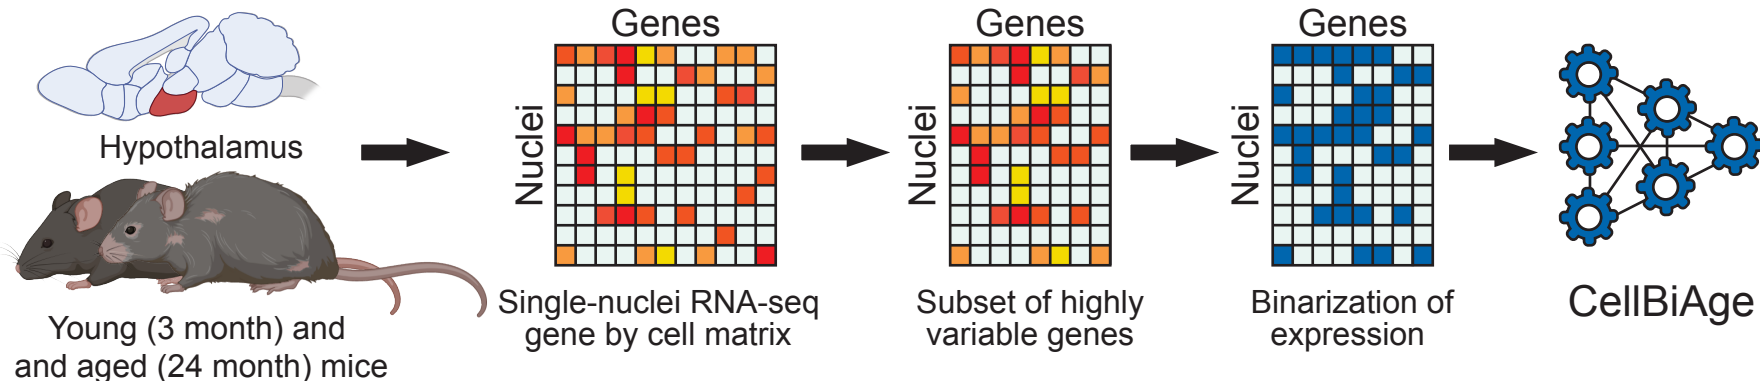 Hypothalamus
Young (3 month) and
and aged (24 month) mice
Genes
Nuclei
Single-nuclei RNA-seq
gene by cell matrix
Genes
Nuclei
Subset of highly
variable genes
Genes
Nuclei
Binarization of
expression
CellBiAge